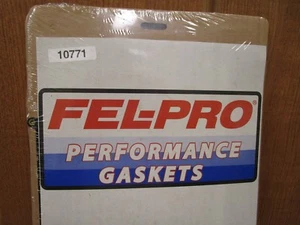 10771
FEL-PRO®
PERFORMANCE
GASKETS